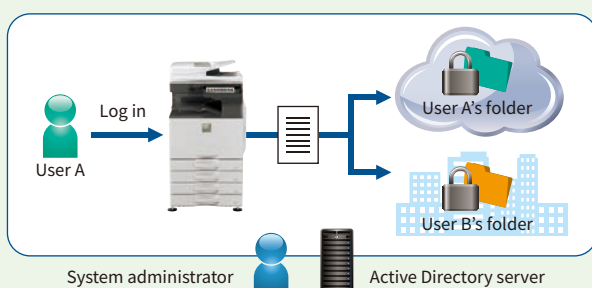 Log in
User A
User A's folder
User B's folder
System administrator
Active Directory server